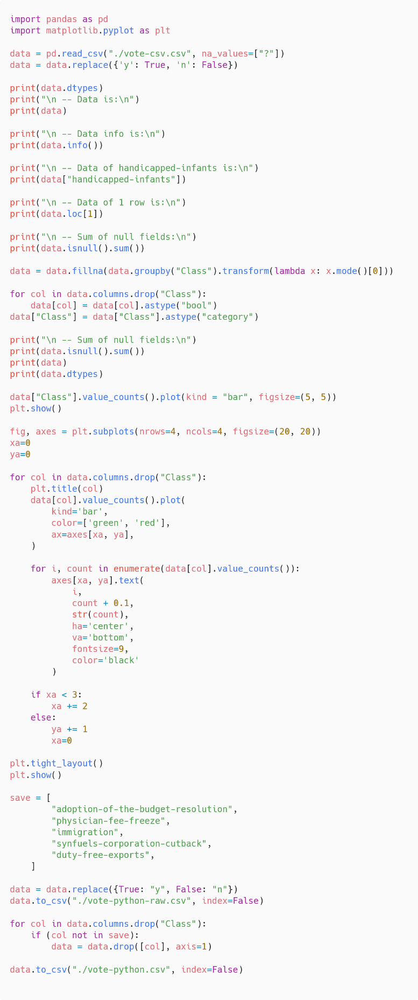 import pandas as pd
import matplotlib.pyplot as plt

data = pd.read_csv("./vote-csv.csv", na_values=["?"])
data = data.replace({'y': True, 'n': False})

print(data.dtypes)
print("\n -- Data is:\n")
print(data)

print("\n -- Data info is:\n")
print(data.info())

print("\n -- Data of handicapped-infants is:\n")
print(data["handicapped-infants"])

print("\n -- Data of 1 row is:\n")
print(data.loc[1])

print("\n -- Sum of null fields:\n")
print(data.isnull().sum())

data = data.fillna(data.groupby("Class").transform(lambda x: x.mode()[0]))

for col in data.columns.drop("Class"):
    data[col] = data[col].astype("bool")
data["Class"] = data["Class"].astype("category")

print("\n -- Sum of null fields:\n")
print(data.isnull().sum())
print(data)
print(data.dtypes)

data["Class"].value_counts().plot(kind = "bar", figsize=(5, 5))
plt.show()

fig, axes = plt.subplots(nrows=4, ncols=4, figsize=(20, 20))
xa=0
ya=0

for col in data.columns.drop("Class"):
    plt.title(col)
    data[col].value_counts().plot(
        kind='bar',
        color=['green', 'red'],
        ax=axes[xa, ya],
    )

    for i, count in enumerate(data[col].value_counts()):
        axes[xa, ya].text(
            i,
            count + 0.1,
            str(count),
            ha='center',
            va='bottom',
            fontsize=9,
            color='black'
        )

    if xa < 3:
        xa += 2
    else:
        ya += 1
        xa=0

plt.tight_layout()
plt.show()

save = [
        "adoption-of-the-budget-resolution",
        "physician-fee-freeze",
        "immigration",
        "synfuels-corporation-cutback",
        "duty-free-exports",
    ]

data = data.replace({True: "y", False: "n"})
data.to_csv("./vote-python-raw.csv", index=False)

for col in data.columns.drop("Class"):
    if (col not in save):
        data = data.drop([col], axis=1)

data.to_csv("./vote-python.csv", index=False)